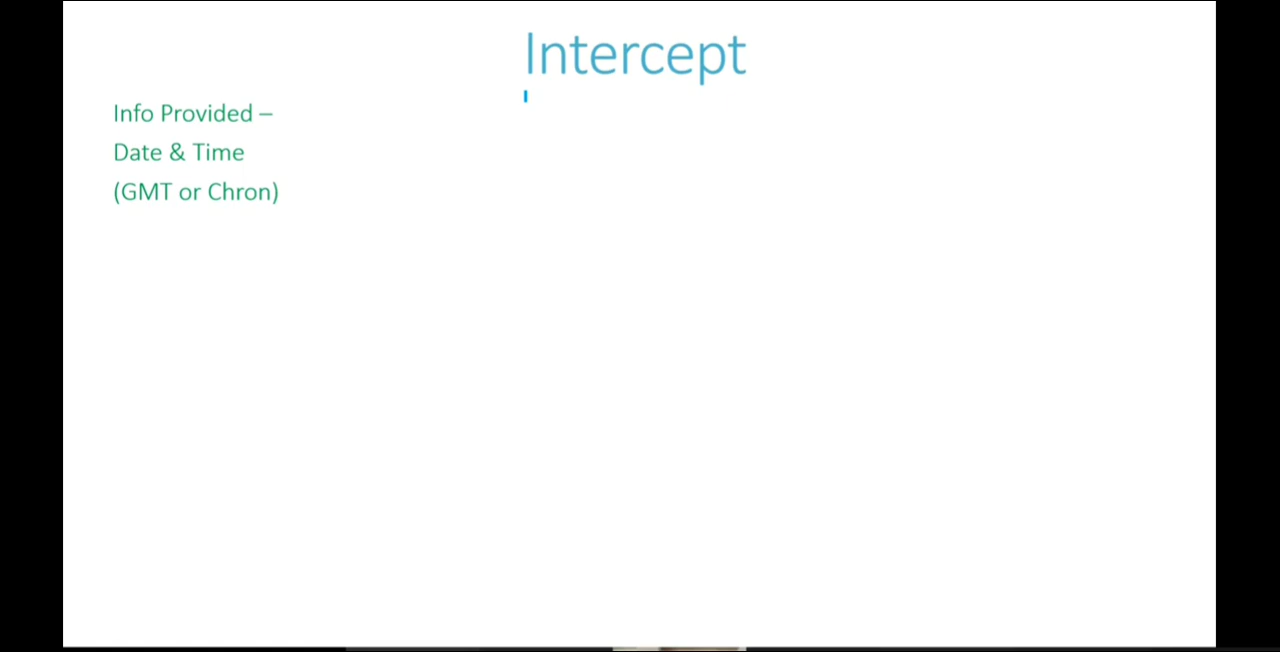 Intercept
Info Provided –
Date & Time
(GMT or Chron)